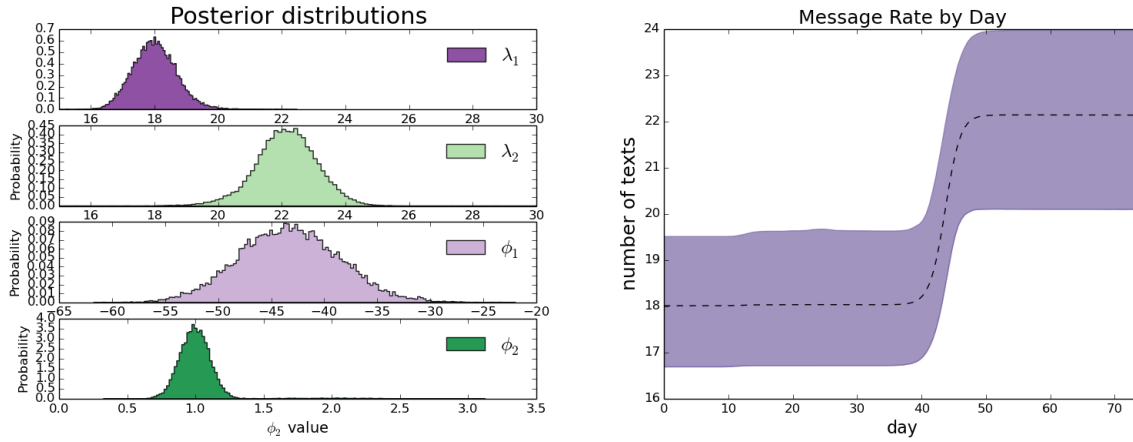 Posterior distributions
0.7
0.6
0.5
0.4
0.3
0.2
0.1
0.0
λ₁
16 18 20 22 24 26 28 30
Probability
0.45
0.40
0.35
0.30
0.25
0.20
0.15
0.10
0.05
0.00
λ₂
16 18 20 22 24 26 28 30
Probability
0.09
0.08
0.07
0.06
0.05
0.04
0.03
0.02
0.01
0.00
ϕ₁
−65 −60 −55 −50 −45 −40 −35 −30 −25 −20
Probability
4.0
3.5
3.0
2.5
2.0
1.5
1.0
0.5
0.0
ϕ₂
0.0 0.5 1.0 1.5 2.0 2.5 3.0 3.5
ϕ₂ value
Message Rate by Day
number of texts
24
23
22
21
20
19
18
17
16
0 10 20 30 40 50 60 70
day